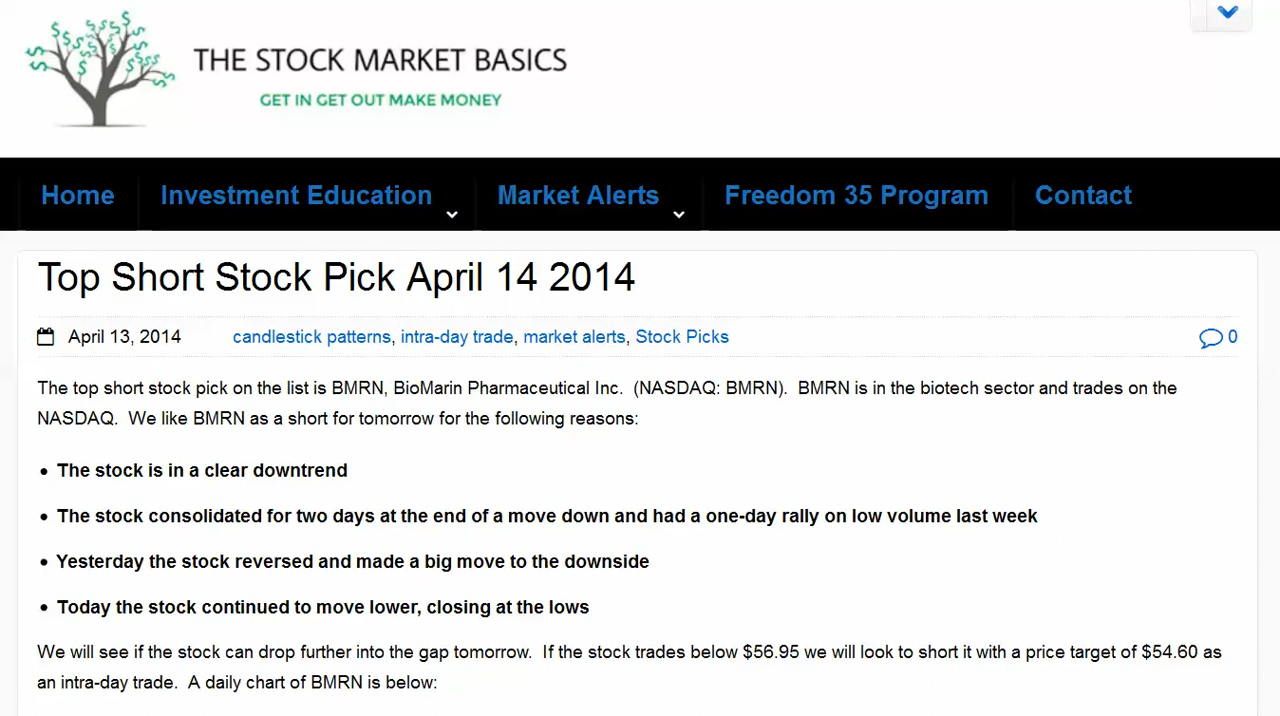 THE STOCK MARKET BASICS
GET IN GET OUT MAKE MONEY
Home Investment Education Market Alerts Freedom 35 Program Contact
Top Short Stock Pick April 14 2014
April 13, 2014 candlestick patterns, intra-day trade, market alerts, Stock Picks 0
The top short stock pick on the list is BMRN, BioMarin Pharmaceutical Inc.  (NASDAQ: BMRN).  BMRN is in the biotech sector and trades on the
NASDAQ.  We like BMRN as a short for tomorrow for the following reasons:
• The stock is in a clear downtrend
• The stock consolidated for two days at the end of a move down and had a one-day rally on low volume last week
• Yesterday the stock reversed and made a big move to the downside
• Today the stock continued to move lower, closing at the lows
We will see if the stock can drop further into the gap tomorrow.  If the stock trades below $56.95 we will look to short it with a price target of $54.60 as
an intra-day trade.  A daily chart of BMRN is below: